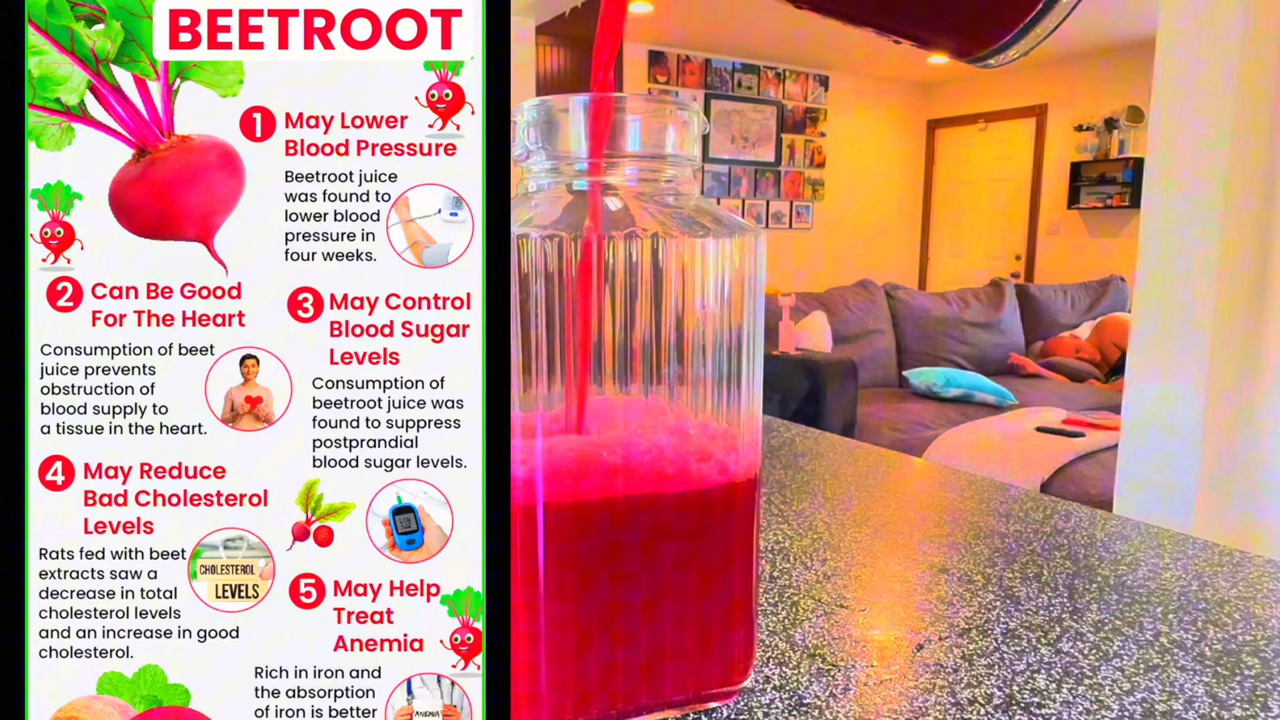 BEETROOT
1 May Lower
Blood Pressure
Beetroot juice
was found to
lower blood
pressure in
four weeks.
2 Can Be Good
For The Heart
Consumption of beet
juice prevents
obstruction of
blood supply to
a tissue in the heart.
3 May Control
Blood Sugar
Levels
Consumption of
beetroot juice was
found to suppress
postprandial
blood sugar levels.
4 May Reduce
Bad Cholesterol
Levels
Rats fed with beet
extracts saw a
decrease in total
cholesterol levels
and an increase in good
cholesterol.
CHOLESTEROL
LEVELS
5 May Help
Treat
Anemia
Rich in iron and
the absorption
of iron is better
ANEMIA